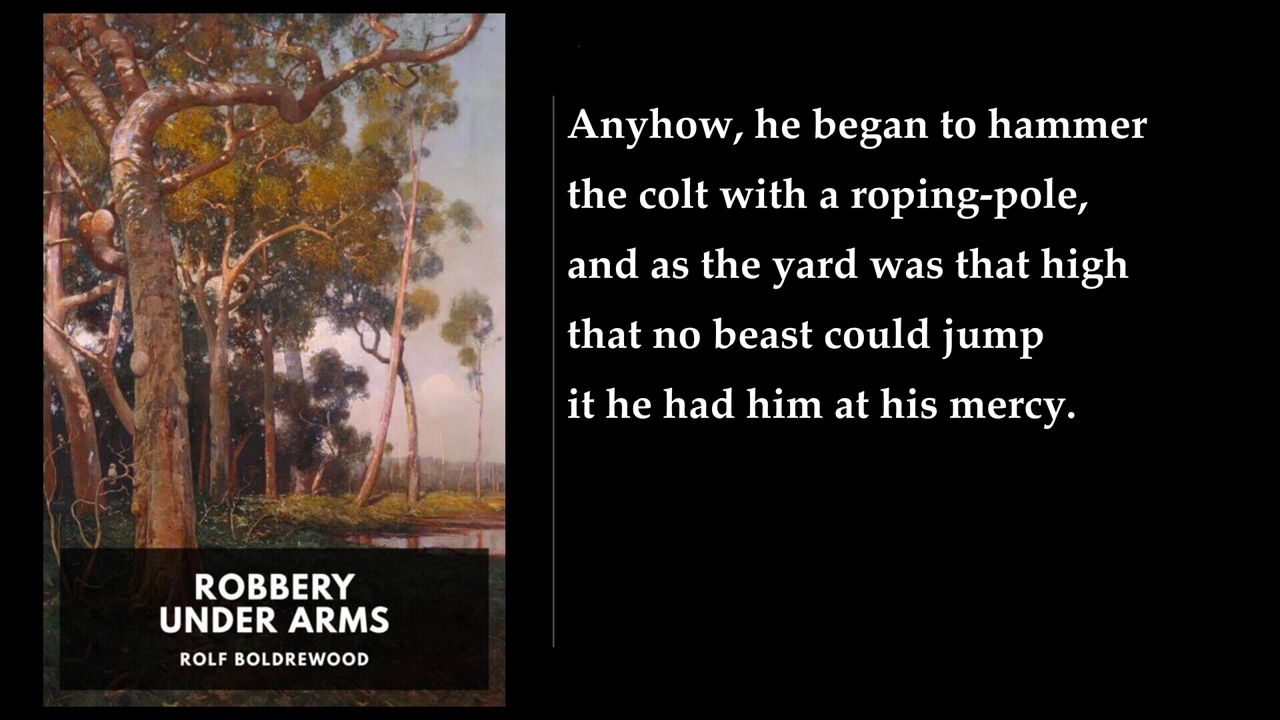 ROBBERY
UNDER ARMS
ROLF BOLDREWOOD
Anyhow, he began to hammer
the colt with a roping-pole,
and as the yard was that high
that no beast could jump
it he had him at his mercy.